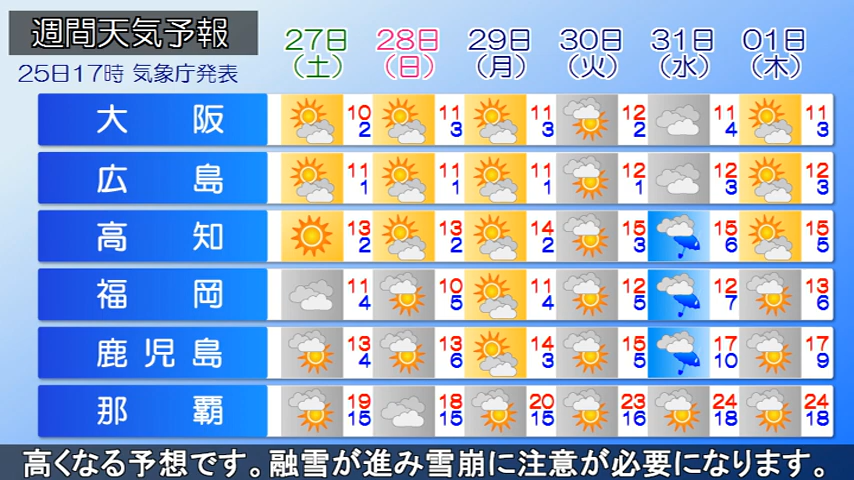 週間天気予報
25日17時 気象庁発表
27日 28日 29日 30日 31日 01日
（土） （日） （月） （火） （水） （木）
大阪 10 2 11 3 11 3 12 2 11 4 11 3
広島 11 1 11 1 11 1 12 1 12 3 12 3
高知 13 2 13 2 14 2 15 3 15 6 15 5
福岡 11 4 10 5 11 4 12 5 12 7 13 6
鹿児島 13 4 13 6 14 3 15 5 17 10 17 9
那覇 19 15 18 15 20 15 23 16 24 18 24 18
高くなる予想です。融雪が進み雪崩に注意が必要になります。